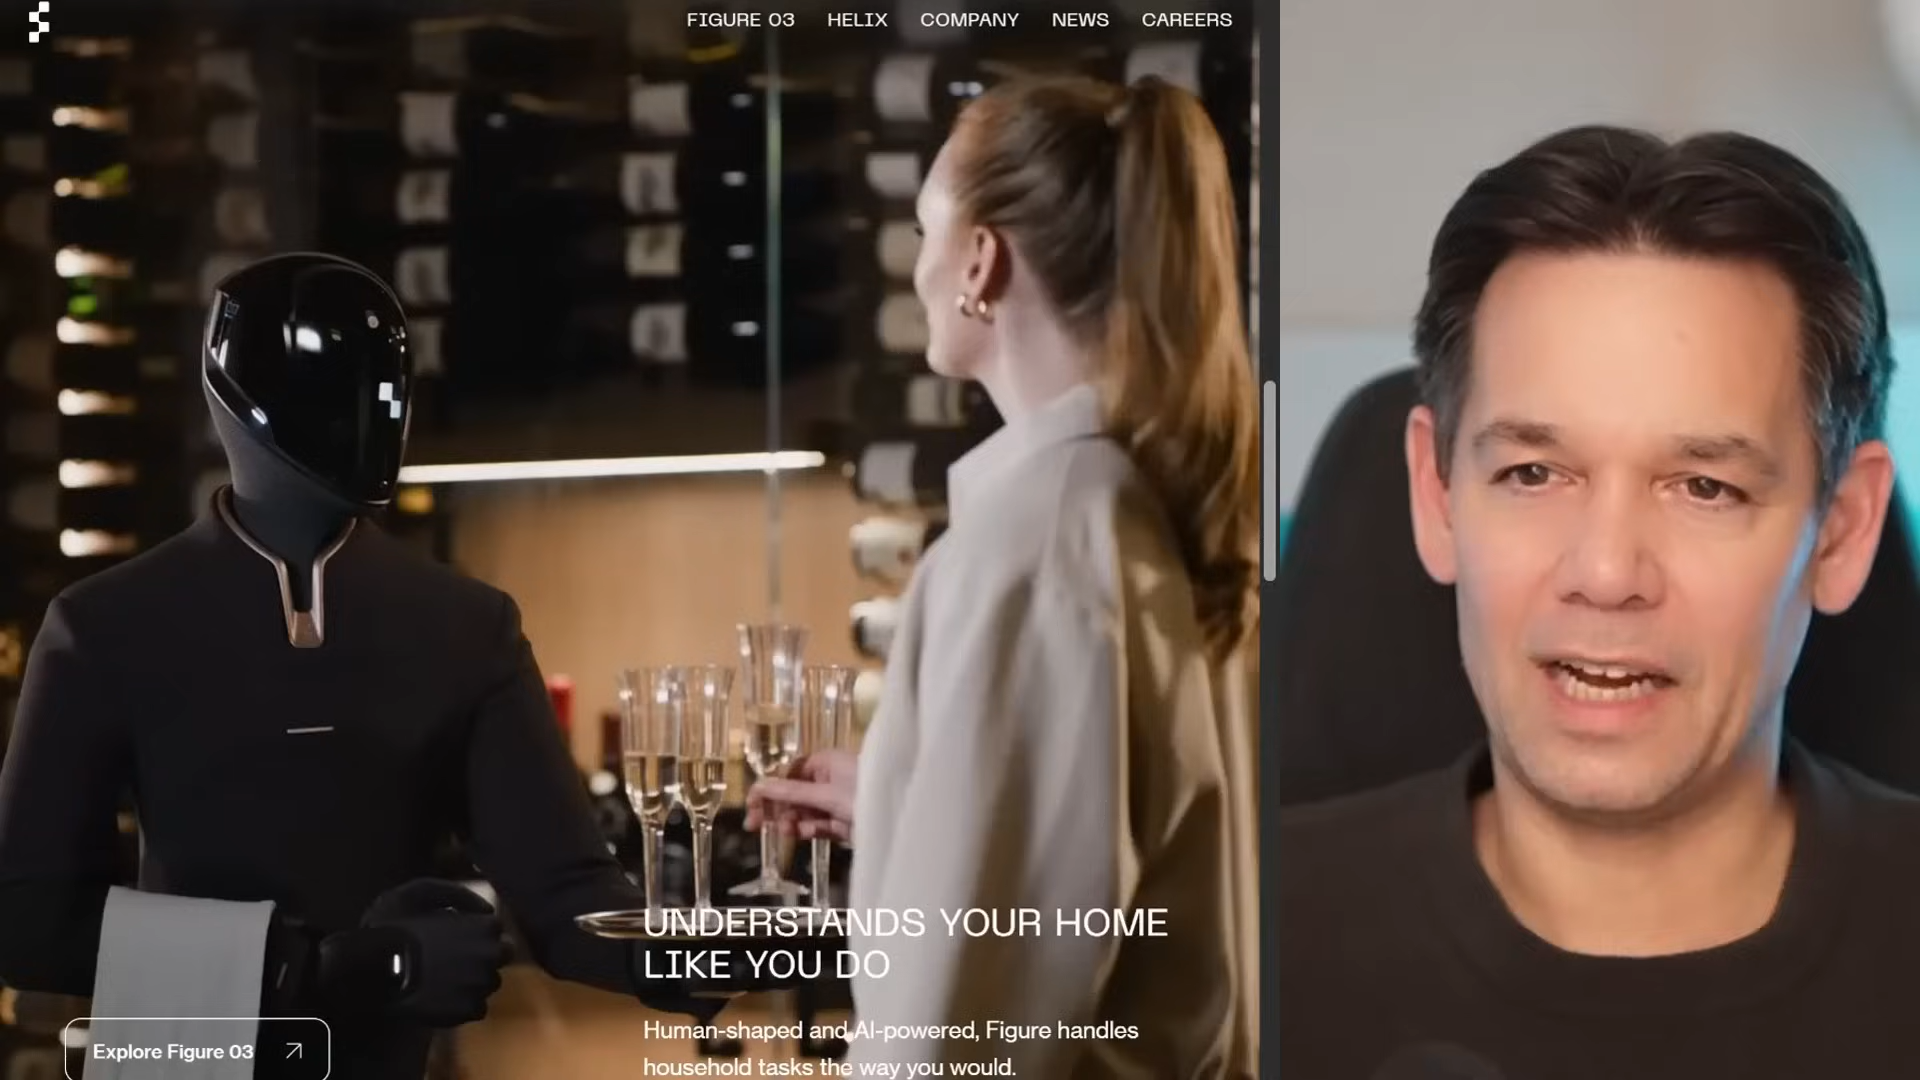 FIGURE 03 HELIX COMPANY NEWS CAREERS
UNDERSTANDS YOUR HOME
LIKE YOU DO
Human-shaped and AI-powered, Figure handles
household tasks the way you would.
Explore Figure 03